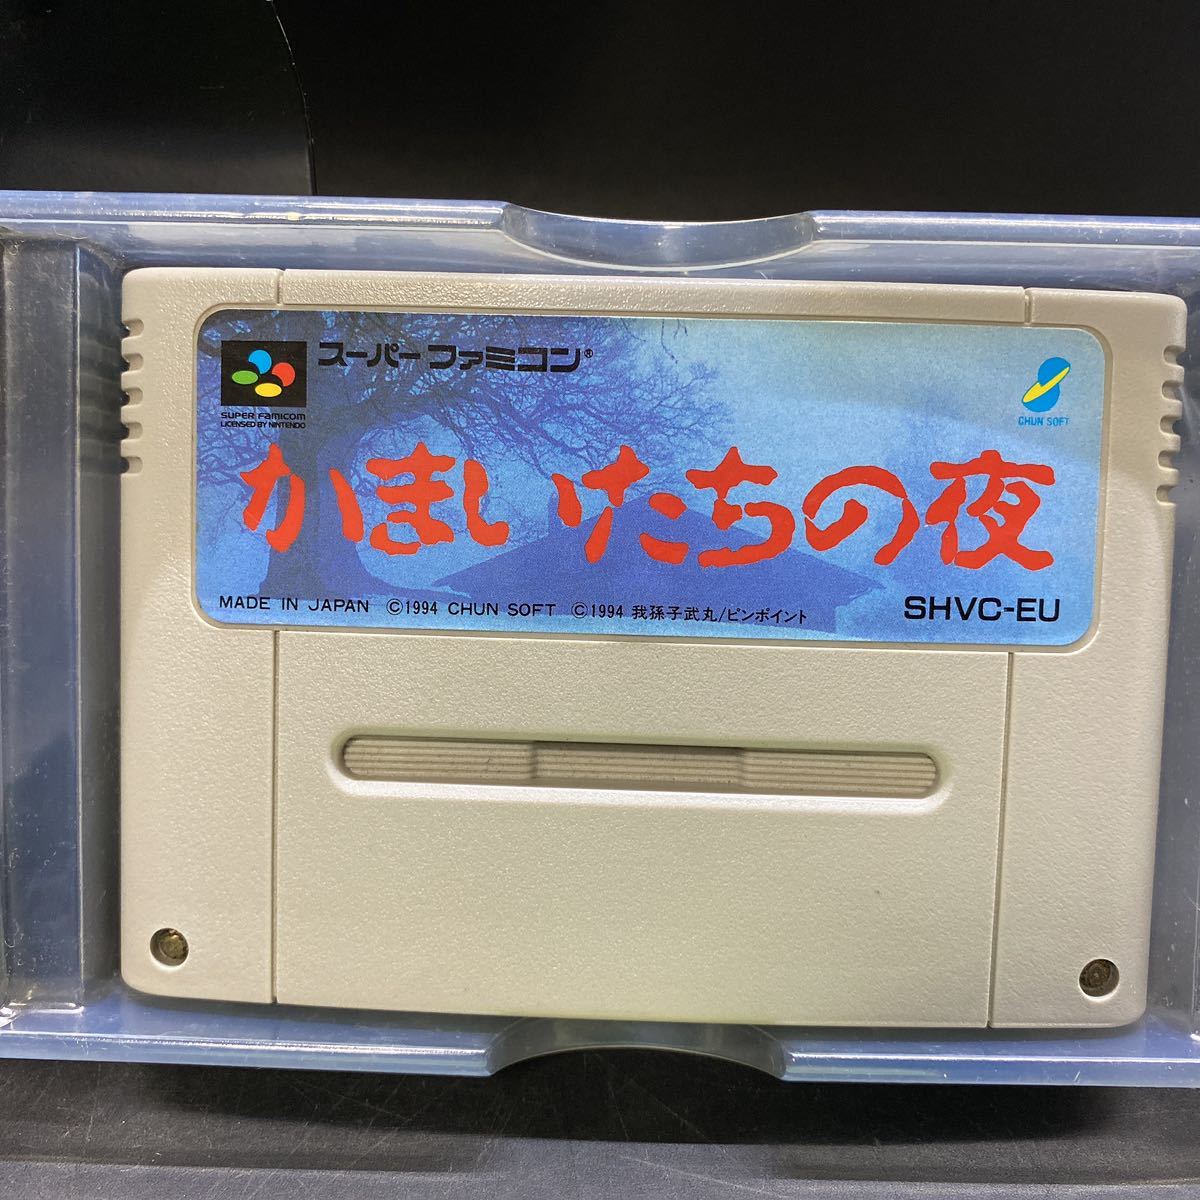 スーパーファミコン®
SUPER FAMICOM
LICENSED BY NINTENDO
CHUN SOFT
かまいたちの夜
MADE IN JAPAN ©1994 CHUN SOFT ©1994 我孫子武丸/ピンポイント
SHVC-EU